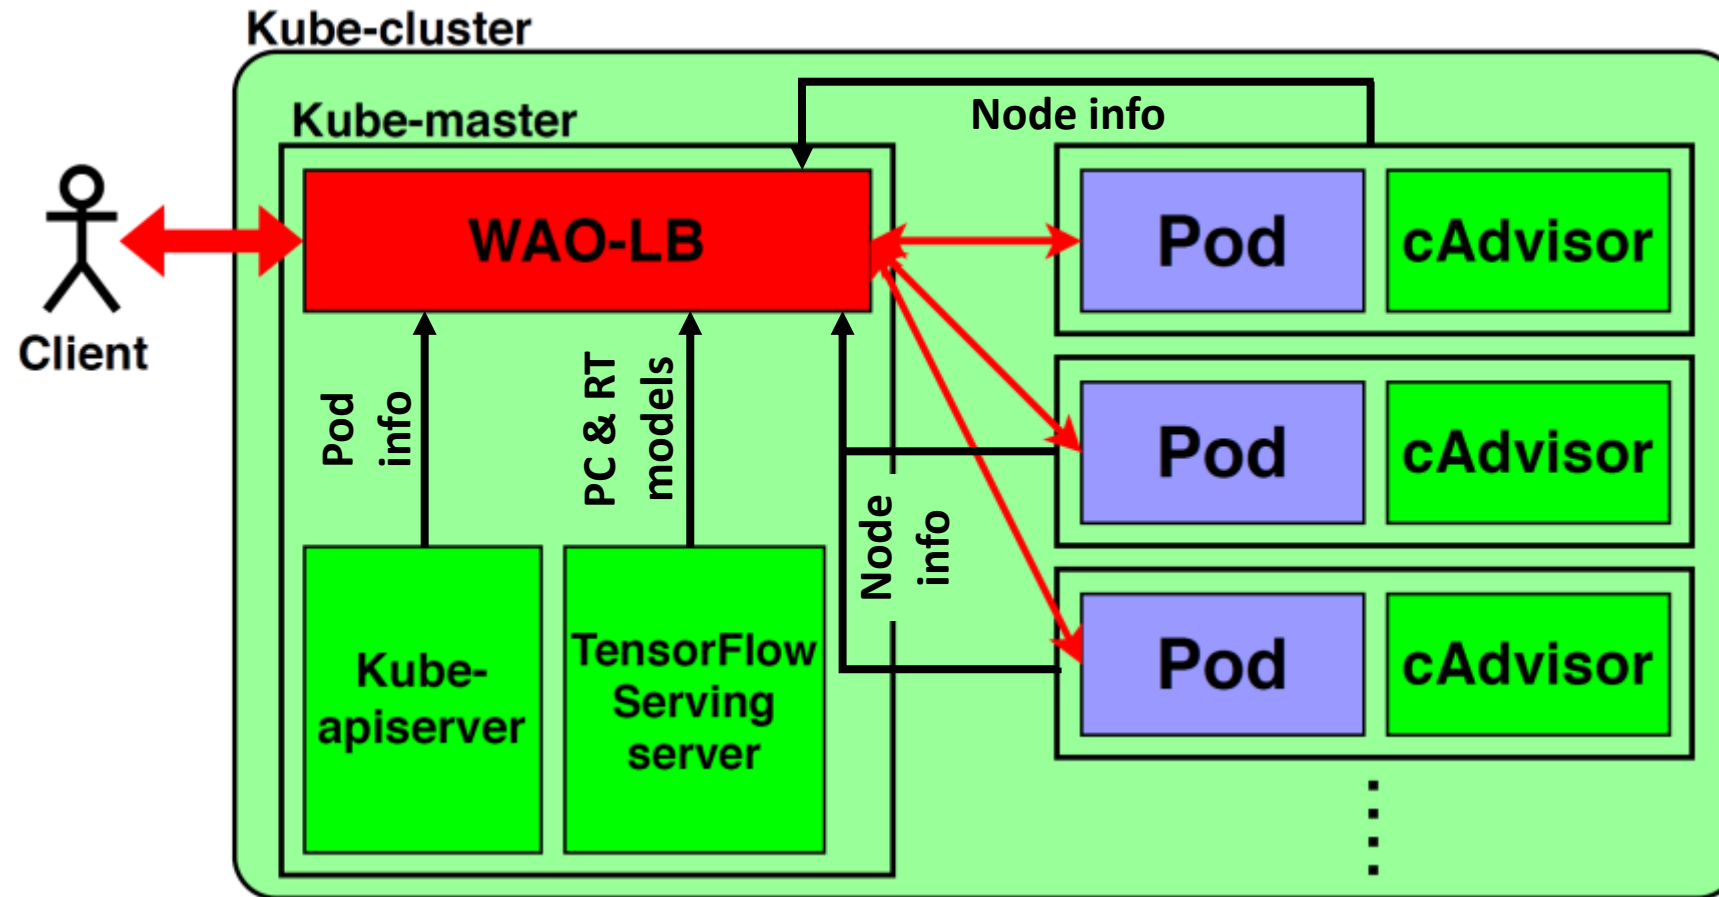 Kube-cluster
Kube-master
Node info
WAO-LB
Pod
cAdvisor
Client
Pod
info
PC & RT
models
Pod
cAdvisor
Node
info
Kube-
apiserver
TensorFlow
Serving
server
Pod
cAdvisor